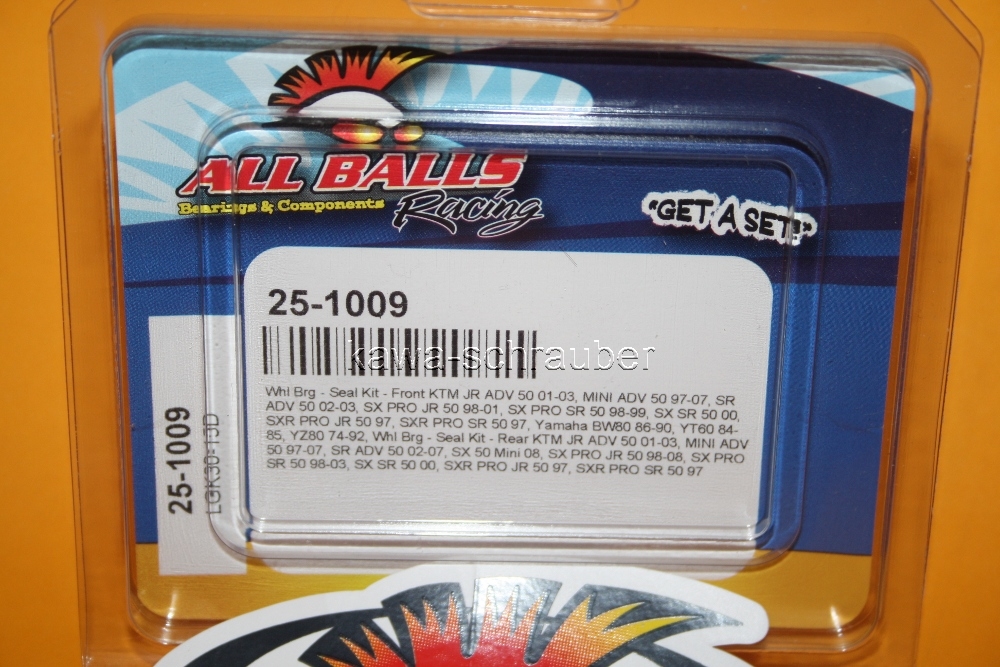 ALL BALLS
Bearings & Components
Racing
"GET A SET!"
25-1009
kawa-schrauber
Whl Brg - Seal Kit - Front KTM JR ADV 50 01-03, MINI ADV 50 97-07, SR
ADV 50 02-03, SX PRO JR 50 98-01, SX PRO SR 50 98-99, SX SR 50 00,
SXR PRO JR 50 97, SXR PRO SR 50 97, Yamaha BW80 86-90, YT60 84-
85, YZ80 74-92, Whl Brg - Seal Kit - Rear KTM JR ADV 50 01-03, MINI ADV
50 97-07, SR ADV 50 02-07, SX 50 Mini 08, SX PRO JR 50 98-08, SX PRO
SR 50 98-03, SX SR 50 00, SXR PRO JR 50 97, SXR PRO SR 50 97
25-1009
LGK30-13D